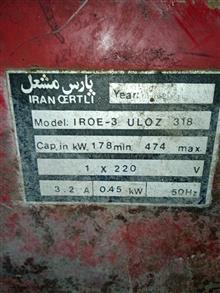 پارس مشعل
IRAN CERTLI
Year:
Model: IROE-3 ULOZ 318
Cap. in kW. 178 min 474 max.
1 X 220 V
3.2 A 0.45 kW 50Hz